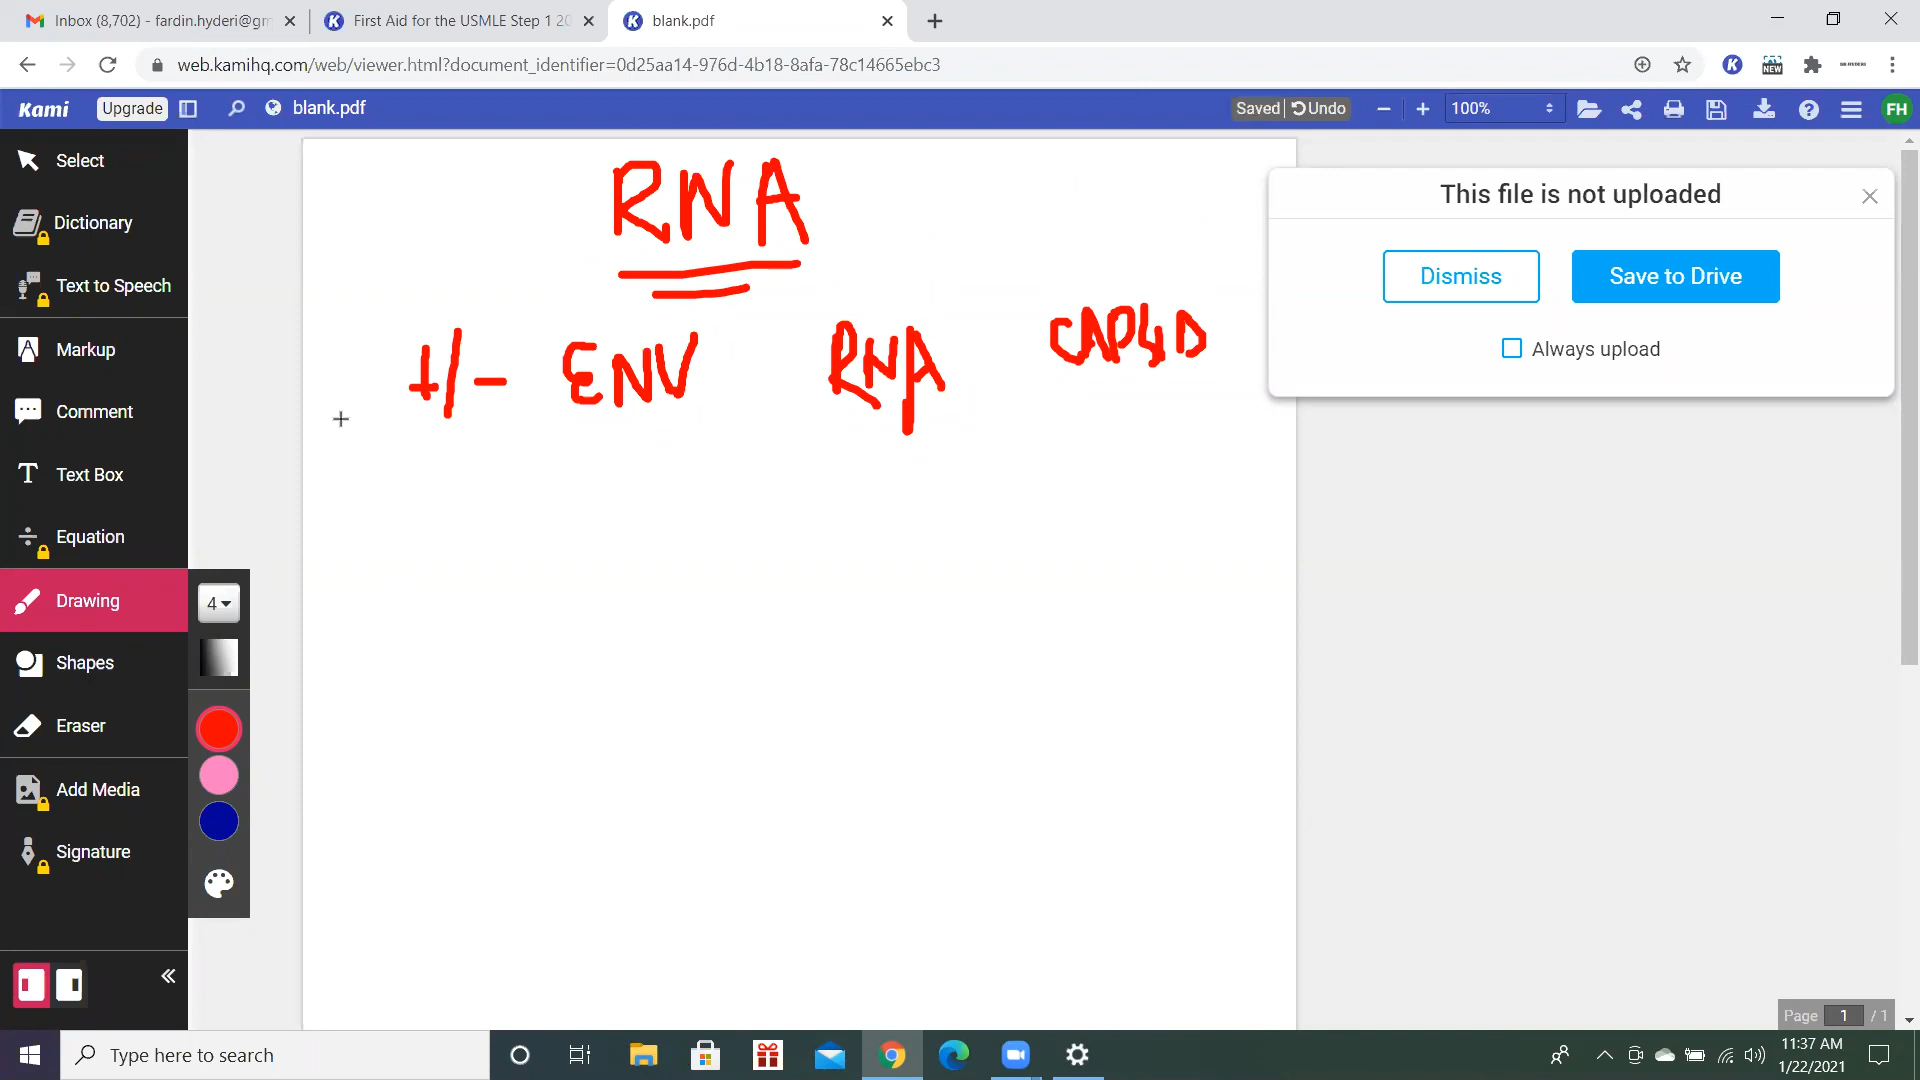 Inbox (8,702) - fardin.hyderi@gm
First Aid for the USMLE Step 1 20
blank.pdf
web.kamihq.com/web/viewer.html?document_identifier=0d25aa14-976d-4b18-8afa-78c14665ebc3
NEW
Kami
Upgrade
blank.pdf
Saved
Undo
100%
FH
Select
Dictionary
Text to Speech
Markup
Comment
Text Box
Equation
Drawing
Shapes
Eraser
Add Media
Signature
4
RNA
+/- ENV RNA
This file is not uploaded
Dismiss
Save to Drive
Always upload
Page 1 / 1
Type here to search
11:37 AM
1/22/2021